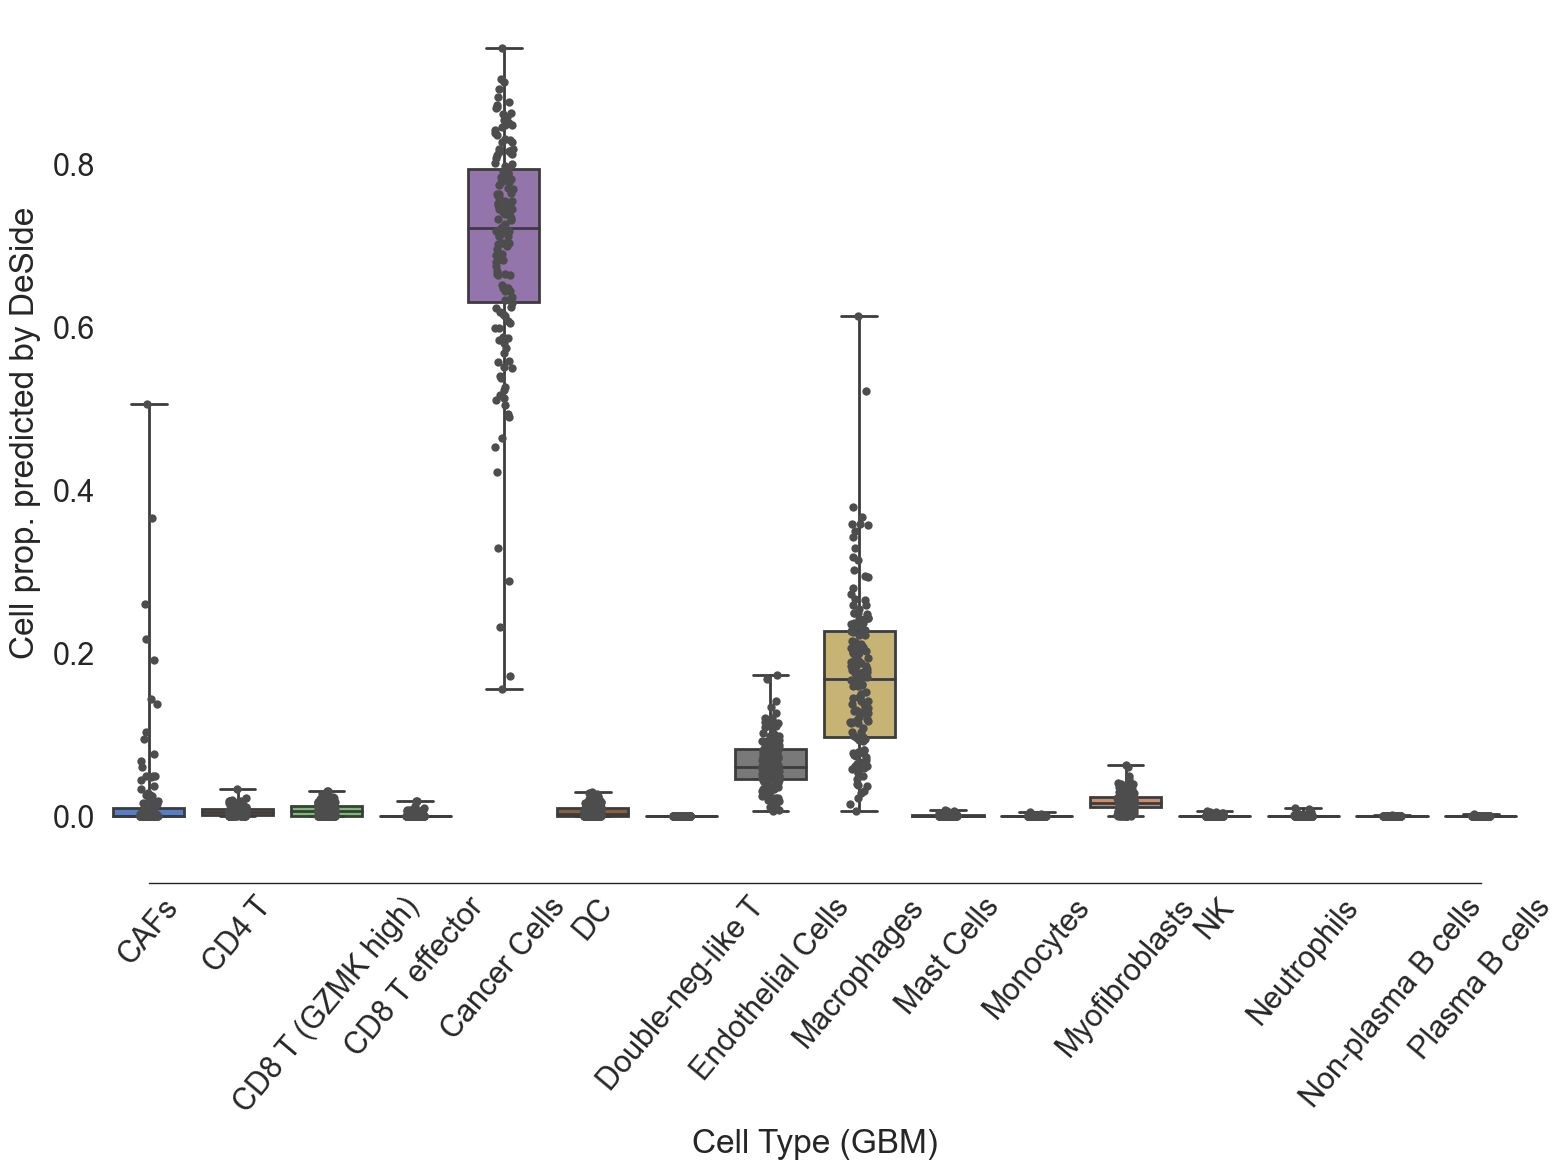 Cell prop. predicted by DeSide
0.8
0.6
0.4
0.2
0.0
CAFs
CD4 T
CD8 T (GZMK high)
CD8 T effector
Cancer Cells
DC
Double-neg-like T
Endothelial Cells
Macrophages
Mast Cells
Monocytes
Myofibroblasts
NK
Neutrophils
Non-plasma B cells
Plasma B cells
Cell Type (GBM)